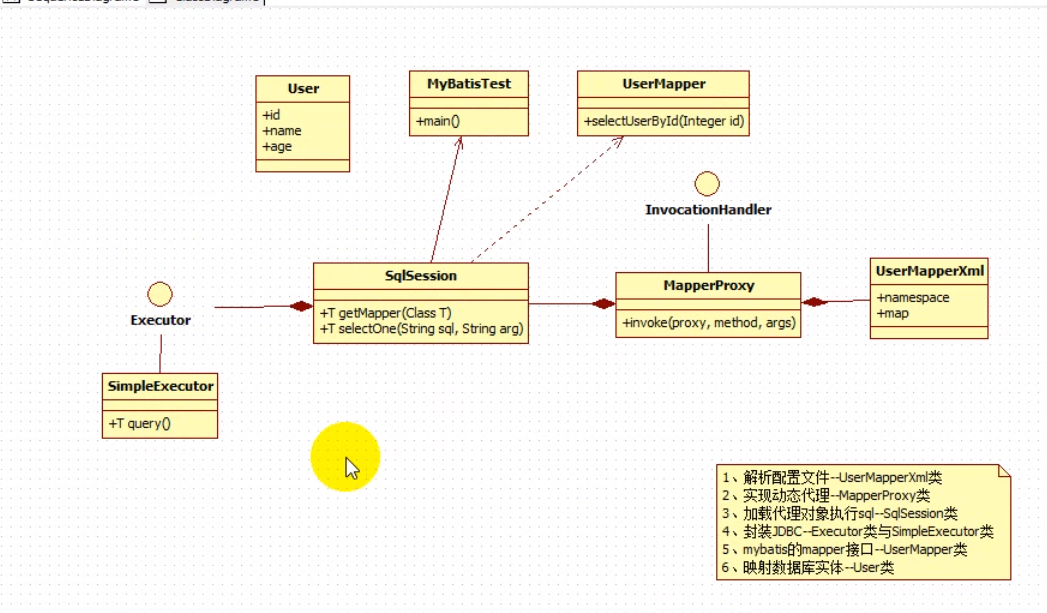 User
+id
+name
+age
MyBatisTest
+main()
UserMapper
+selectUserById(Integer id)
InvocationHandler
Executor
SqlSession
+T getMapper(Class T)
+T selectOne(String sql, String arg)
MapperProxy
+invoke(proxy, method, args)
UserMapperXml
+namespace
+map
SimpleExecutor
+T query()
1、解析配置文件--UserMapperXml类
2、实现动态代理--MapperProxy类
3、加载代理对象执行sql--SqlSession类
4、封装JDBC--Executor类与SimpleExecutor类
5、mybatis的mapper接口--UserMapper类
6、映射数据库实体--User类